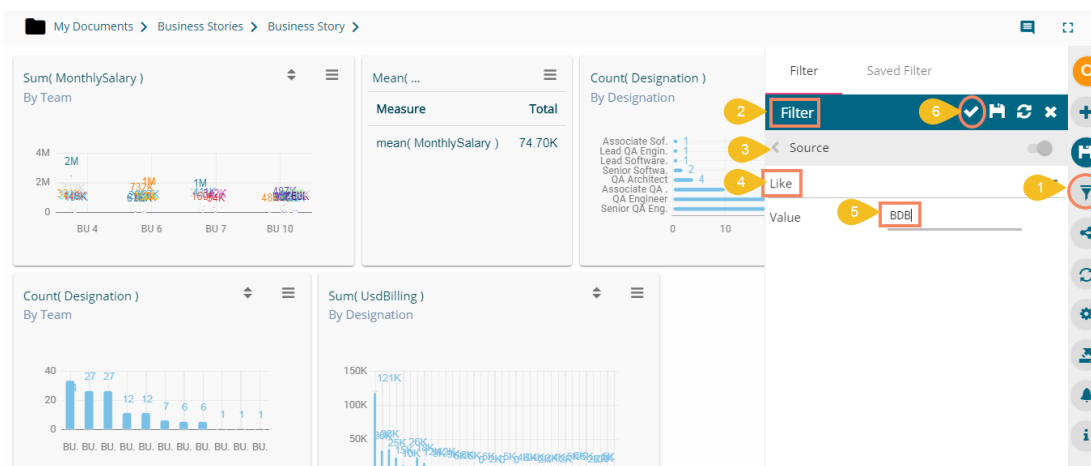 My Documents > Business Stories > Business Story >
Sum( MonthlySalary )
By Team
4M
2M
0
2M
732K
1M
1M
BU 4
BU 6
BU 7
BU 10
Mean( ...
Measure Total
mean( MonthlySalary ) 74.70K
Count( Designation )
By Designation
Associate Sof. 1
Lead QA Engin. 1
Lead Software. 1
Senior Softwa. 2
QA Architect 4
Associate QA .
QA Engineer
Senior QA Eng.
0 10
Filter Saved Filter
2 Filter 6
3 Source
4 Like
1
Value 5 BDB
Count( Designation )
By Team
40
20
0
27 27 12 12 7 6 6 1 1 1
BU. BU. BU. BU. BU. BU. BU. BU. BU. BU. BU.
Sum( UsdBilling )
By Designation
150K
100K
50K
121K
25K
26K